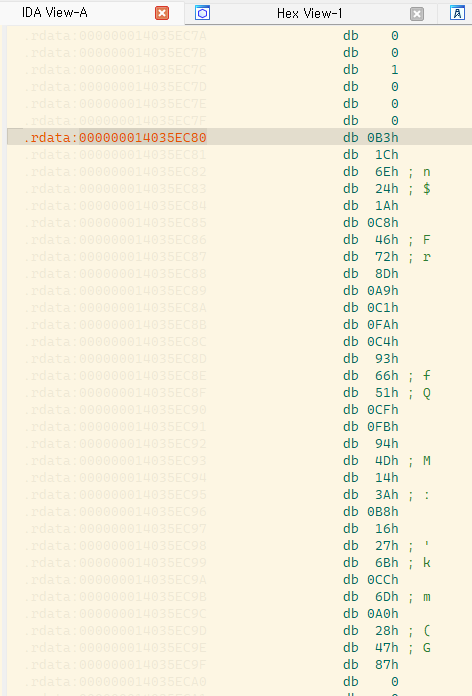 IDA View-A
Hex View-1
.rdata:000000014035EC7A db 0
.rdata:000000014035EC7B db 0
.rdata:000000014035EC7C db 1
.rdata:000000014035EC7D db 0
.rdata:000000014035EC7E db 0
.rdata:000000014035EC7F db 0
.rdata:000000014035EC80 db 0B3h
.rdata:000000014035EC81 db 1Ch
.rdata:000000014035EC82 db 6Eh ; n
.rdata:000000014035EC83 db 24h ; $
.rdata:000000014035EC84 db 1Ah
.rdata:000000014035EC85 db 0C8h
.rdata:000000014035EC86 db 46h ; F
.rdata:000000014035EC87 db 72h ; r
.rdata:000000014035EC88 db 8Dh
.rdata:000000014035EC89 db 0A9h
.rdata:000000014035EC8A db 0C1h
.rdata:000000014035EC8B db 0FAh
.rdata:000000014035EC8C db 0C4h
.rdata:000000014035EC8D db 93h
.rdata:000000014035EC8E db 66h ; f
.rdata:000000014035EC8F db 51h ; Q
.rdata:000000014035EC90 db 0CFh
.rdata:000000014035EC91 db 0FBh
.rdata:000000014035EC92 db 94h
.rdata:000000014035EC93 db 4Dh ; M
.rdata:000000014035EC94 db 14h
.rdata:000000014035EC95 db 3Ah ; :
.rdata:000000014035EC96 db 0B8h
.rdata:000000014035EC97 db 16h
.rdata:000000014035EC98 db 27h ; '
.rdata:000000014035EC99 db 6Bh ; k
.rdata:000000014035EC9A db 0CCh
.rdata:000000014035EC9B db 6Dh ; m
.rdata:000000014035EC9C db 0A0h
.rdata:000000014035EC9D db 28h ; (
.rdata:000000014035EC9E db 47h ; G
.rdata:000000014035EC9F db 87h
.rdata:000000014035ECA0 db 0